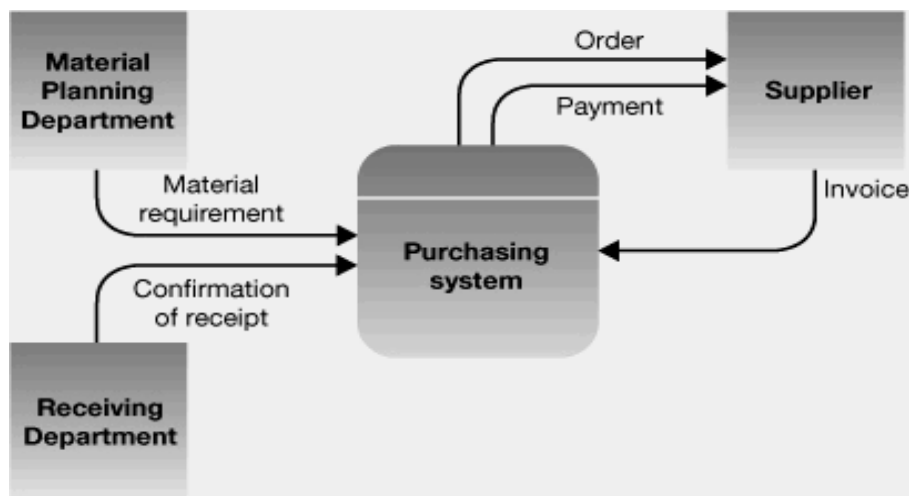 Material
Planning
Department
Order
Payment
Supplier
Material
requirement
Invoice
Purchasing
system
Confirmation
of receipt
Receiving
Department